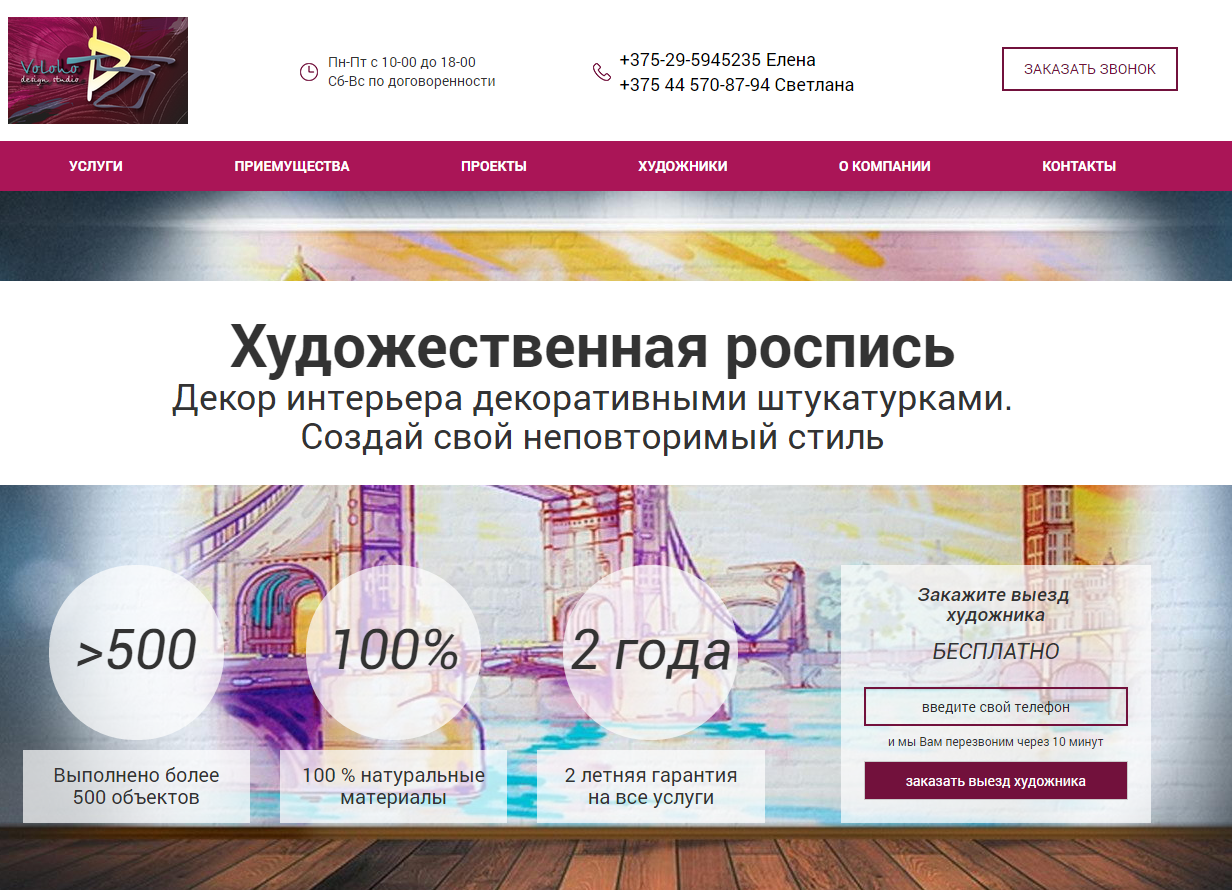 Voloho
design studio
Пн-Пт с 10-00 до 18-00
Сб-Вс по договоренности
+375-29-5945235 Елена
+375 44 570-87-94 Светлана
ЗАКАЗАТЬ ЗВОНОК
УСЛУГИ
ПРИЕМУЩЕСТВА
ПРОЕКТЫ
ХУДОЖНИКИ
О КОМПАНИИ
КОНТАКТЫ
Художественная роспись
Декор интерьера декоративными штукатурками.
Создай свой неповторимый стиль
>500
Выполнено более
500 объектов
100%
100 % натуральные
материалы
2 года
2 летняя гарантия
на все услуги
Закажите выезд
художника
БЕСПЛАТНО
введите свой телефон
и мы Вам перезвоним через 10 минут
заказать выезд художника